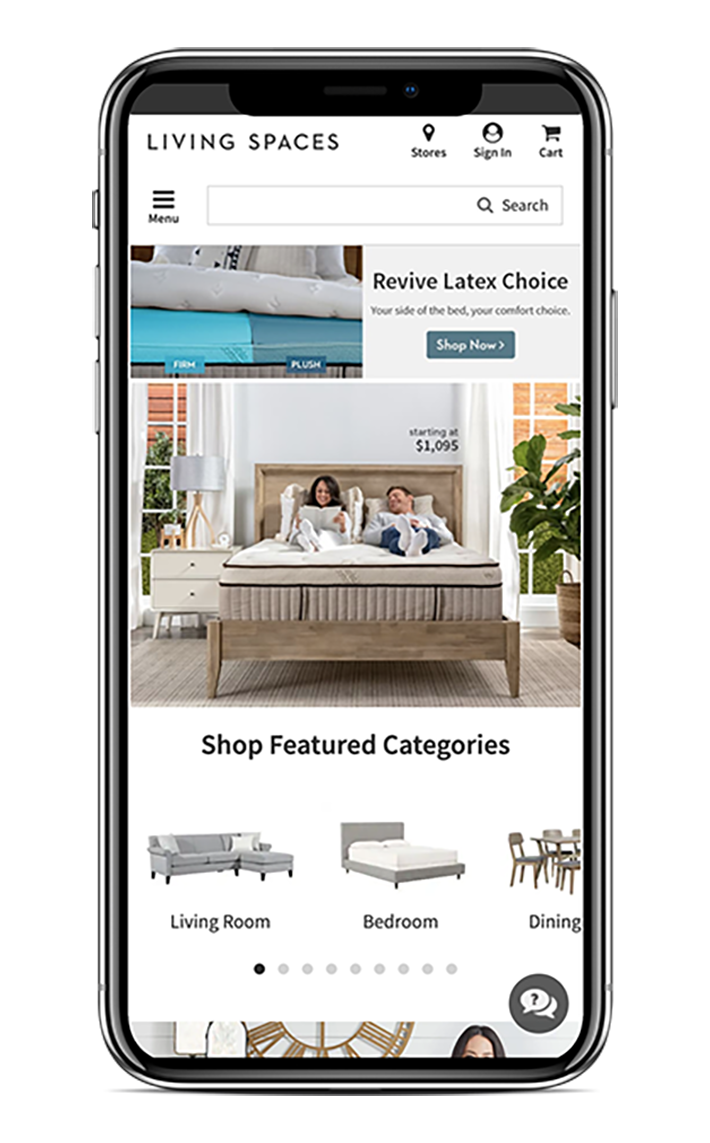 LIVING SPACES
Stores
Sign In
Cart
Menu
Search
Revive Latex Choice
Your side of the bed, your comfort choice.
Shop Now >
FIRM
PLUSH
starting at
$1,095
Shop Featured Categories
Living Room
Bedroom
Dining
?